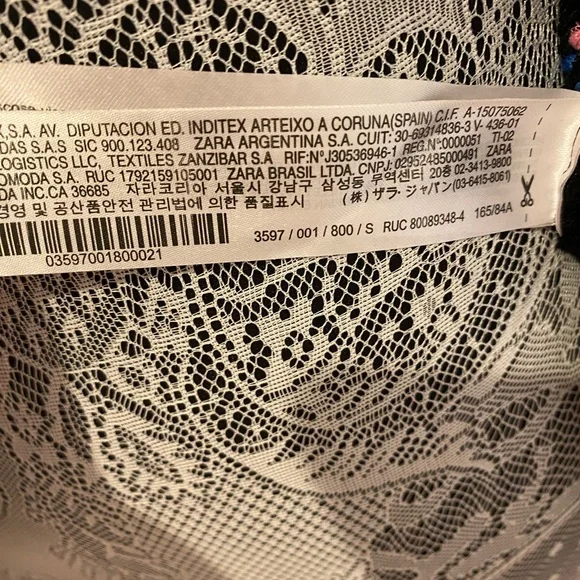 X,S.A. AV. DIPUTACION ED. INDITEX ARTEIXO A CORUNA(SPAIN) C.I.F. A-15075062
DAS S.A.S SIC 900.123.408 ZARA ARGENTINA S.A. CUIT: 30-69314836-3 V- 436-01
LOGISTICS LLC, TEXTILES ZANZIBAR S.A RIF:N°J30536946-1 REG.N°0000051 TI-02
OMODA S.A. RÚC 1792159105001 ZARA BRASIL LTDA. CNPJ.: 02952485000491 ZARA
DA INC.CA 36685 자라코리아 서울시 강남구 삼성동 무역센터 20층 02-3413-9800
경영 및 공산품안전 관리법에 의한 품질표시 (株) ザラ・ジャパン(03-6415-8061)
3597 / 001 / 800 / S RUC 80089348-4 165/84A
03597001800021